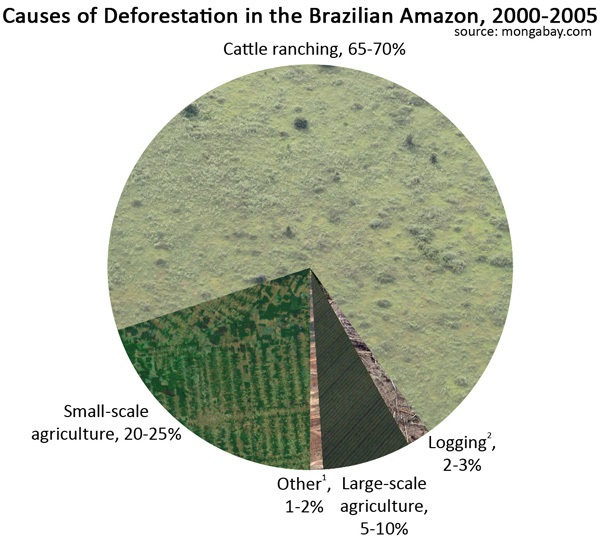 Causes of Deforestation in the Brazilian Amazon, 2000-2005
source: mongabay.com
Cattle ranching, 65-70%
Small-scale
agriculture, 20-25%
Other¹,
1-2%
Large-scale
agriculture,
5-10%
Logging²,
2-3%